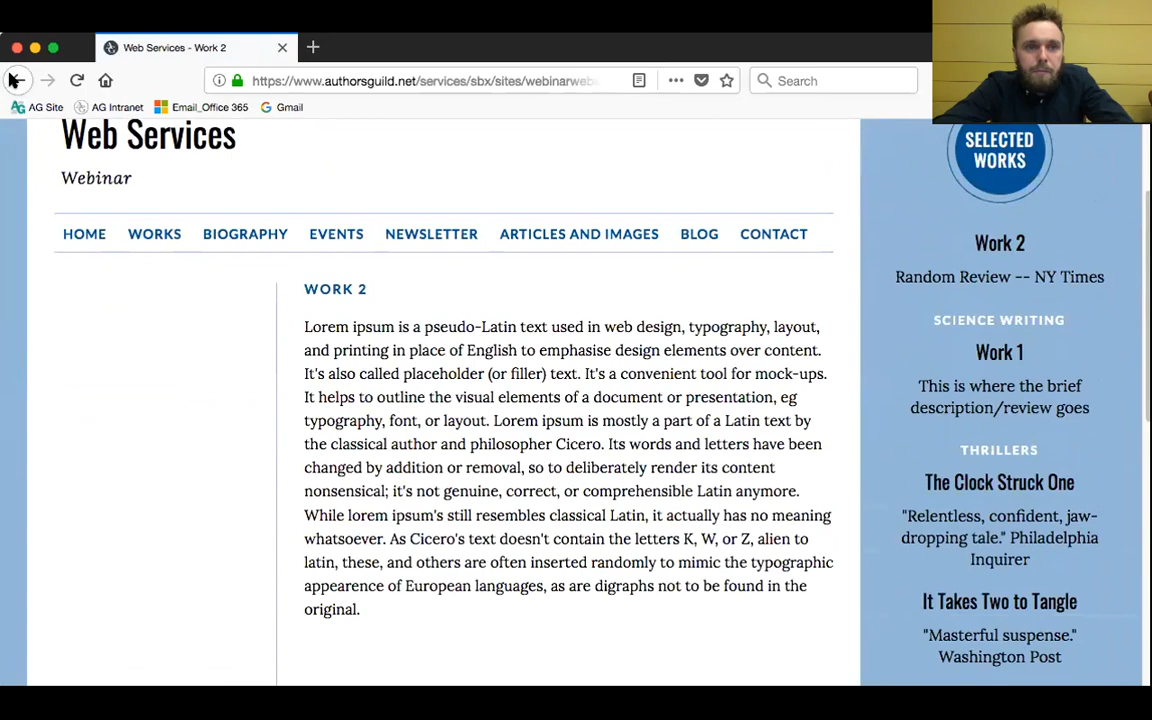 Web Services - Work 2
https://www.authorsguild.net/services/sbx/sites/webinarweb
Search
AG Site
AG Intranet
Email_Office 365
Gmail
Web Services
Webinar
HOME
WORKS
BIOGRAPHY
EVENTS
NEWSLETTER
ARTICLES AND IMAGES
BLOG
CONTACT
WORK 2
Lorem ipsum is a pseudo-Latin text used in web design, typography, layout,
and printing in place of English to emphasise design elements over content.
It's also called placeholder (or filler) text. It's a convenient tool for mock-ups.
It helps to outline the visual elements of a document or presentation, eg
typography, font, or layout. Lorem ipsum is mostly a part of a Latin text by
the classical author and philosopher Cicero. Its words and letters have been
changed by addition or removal, so to deliberately render its content
nonsensical; it's not genuine, correct, or comprehensible Latin anymore.
While lorem ipsum's still resembles classical Latin, it actually has no meaning
whatsoever. As Cicero's text doesn't contain the letters K, W, or Z, alien to
latin, these, and others are often inserted randomly to mimic the typographic
appearence of European languages, as are digraphs not to be found in the
original.
SELECTED
WORKS
Work 2
Random Review -- NY Times
SCIENCE WRITING
Work 1
This is where the brief
description/review goes
THRILLERS
The Clock Struck One
"Relentless, confident, jaw-
dropping tale." Philadelphia
Inquirer
It Takes Two to Tangle
"Masterful suspense."
Washington Post